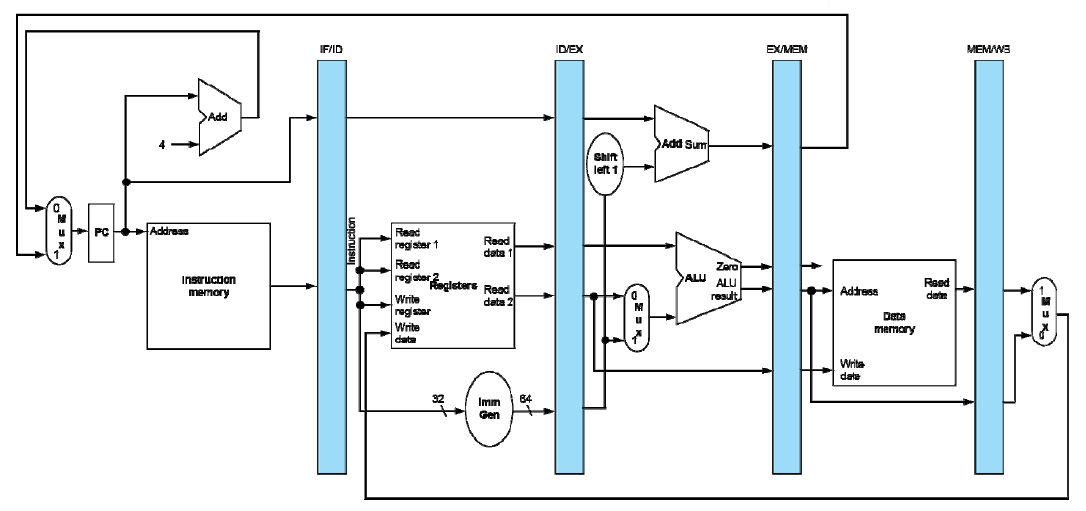 IF/ID
ID/EX
EX/MEM
MEM/WB
Add
4
Add Sum
Shift
left 1
0
M
u
x
1
PC
Address
Instruction
memory
Instruction
Read
register 1
Read
register 2
Registers
Write
register
Write
data
Read
data 1
Read
data 2
0
M
u
x
1
ALU
Zero
ALU
result
Address
Read
data
Data
memory
Write
data
1
M
u
x
0
32
Imm
Gen
64